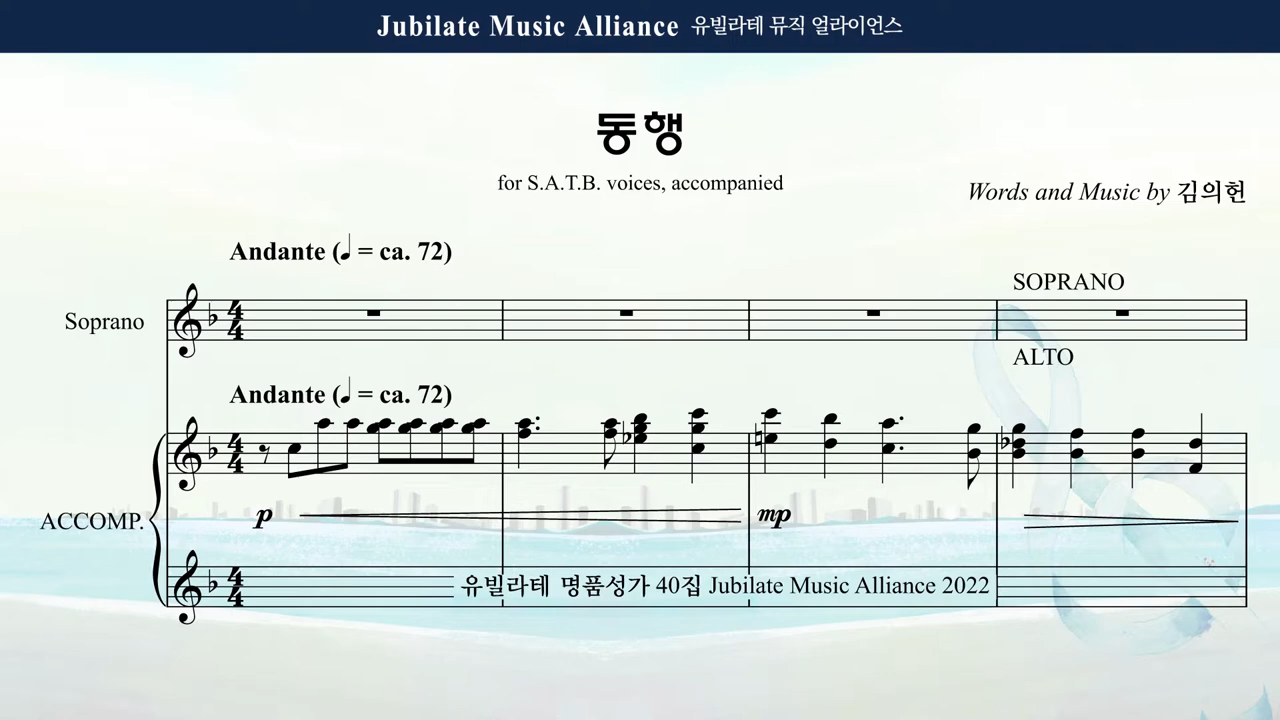 Jubilate Music Alliance 유빌라테 뮤직 얼라이언스
동행
for S.A.T.B. voices, accompanied
Words and Music by 김의헌
Andante (♩ = ca. 72)
SOPRANO
Soprano
ALTO
Andante (♩ = ca. 72)
p
mp
ACCOMP.
유빌라테 명품성가 40집 Jubilate Music Alliance 2022